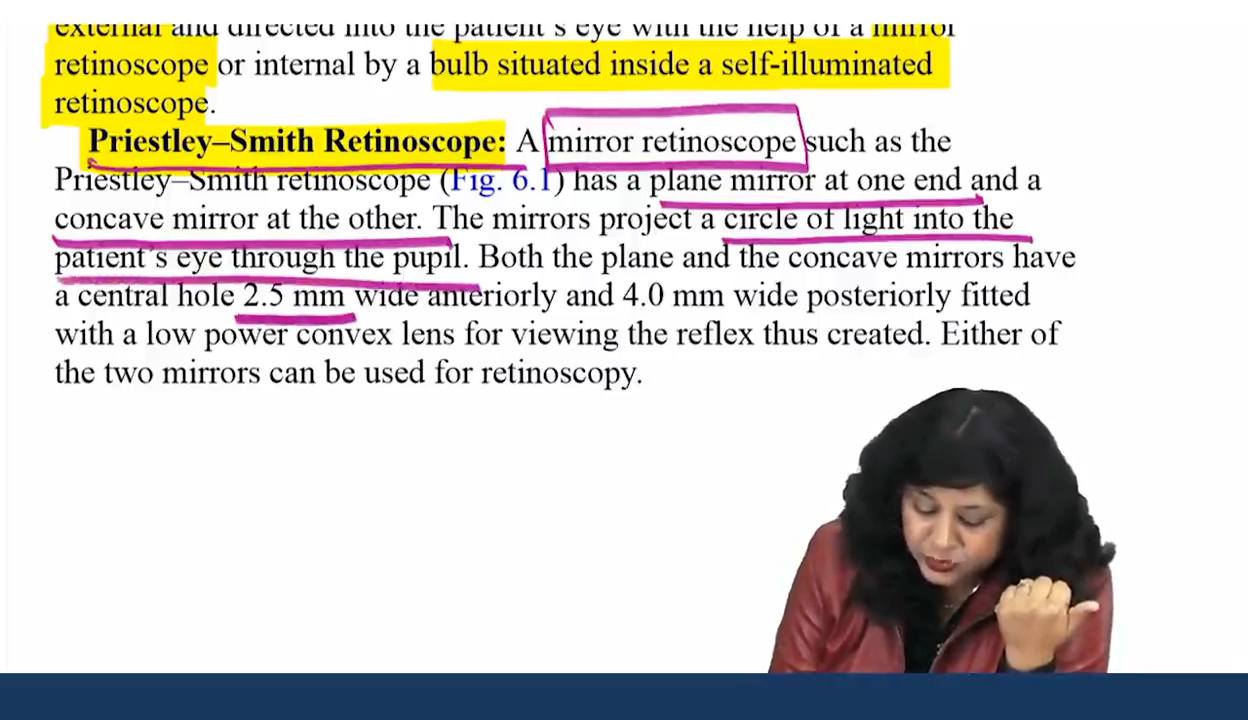 external and directed into the patient's eye with the help of a mirror
retinoscope or internal by a bulb situated inside a self-illuminated
retinoscope.
Priestley–Smith Retinoscope: A mirror retinoscope such as the
Priestley–Smith retinoscope (Fig. 6.1) has a plane mirror at one end and a
concave mirror at the other. The mirrors project a circle of light into the
patient's eye through the pupil. Both the plane and the concave mirrors have
a central hole 2.5 mm wide anteriorly and 4.0 mm wide posteriorly fitted
with a low power convex lens for viewing the reflex thus created. Either of
the two mirrors can be used for retinoscopy.